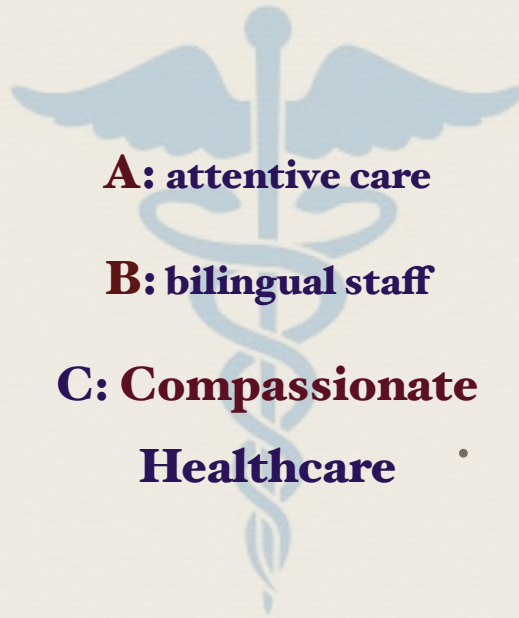 A: attentive care
B: bilingual staff
C: Compassionate
Healthcare